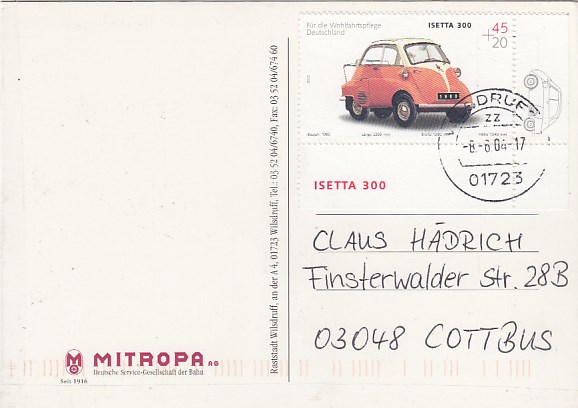 Für die Wohlfahrtspflege
Deutschland
ISETTA 300
45
+20
ISETTA 300
DRUFF
ZZ
-8.-6.04-17
01723
CLAUS HÄDRICH
Finsterwalder Str. 28B
03048 COTTBUS
Raststätte Wilsdruff, an der A 4, 01723 Wilsdruff, Tel.: 03 52 04/6740, Fax: 03 52 04/674 60
MITROPA AG
Deutsche Service-Gesellschaft der Bahn
Seit 1916